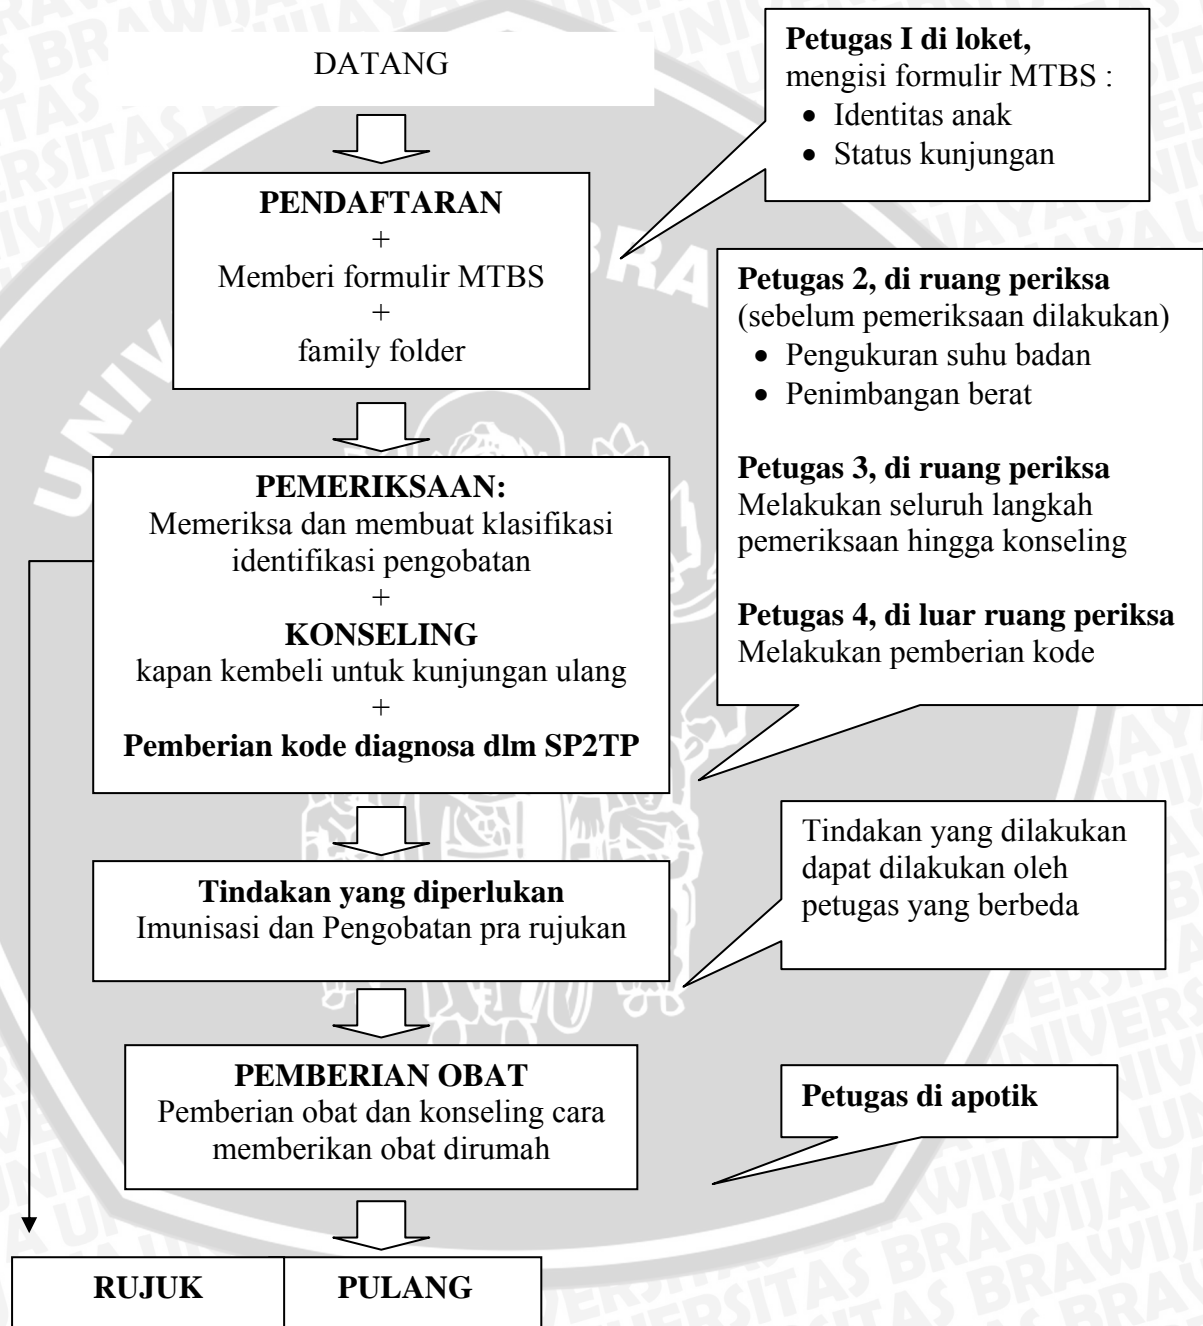 DATANG
Petugas I di loket,
mengisi formulir MTBS :
• Identitas anak
• Status kunjungan
PENDAFTARAN
+
Memberi formulir MTBS
+
family folder
Petugas 2, di ruang periksa
(sebelum pemeriksaan dilakukan)
• Pengukuran suhu badan
• Penimbangan berat
Petugas 3, di ruang periksa
Melakukan seluruh langkah
pemeriksaan hingga konseling
Petugas 4, di luar ruang periksa
Melakukan pemberian kode
PEMERIKSAAN:
Memeriksa dan membuat klasifikasi
identifikasi pengobatan
+
KONSELING
kapan kembeli untuk kunjungan ulang
+
Pemberian kode diagnosa dlm SP2TP
Tindakan yang dilakukan
dapat dilakukan oleh
petugas yang berbeda
Tindakan yang diperlukan
Imunisasi dan Pengobatan pra rujukan
PEMBERIAN OBAT
Pemberian obat dan konseling cara
memberikan obat dirumah
Petugas di apotik
RUJUK
PULANG